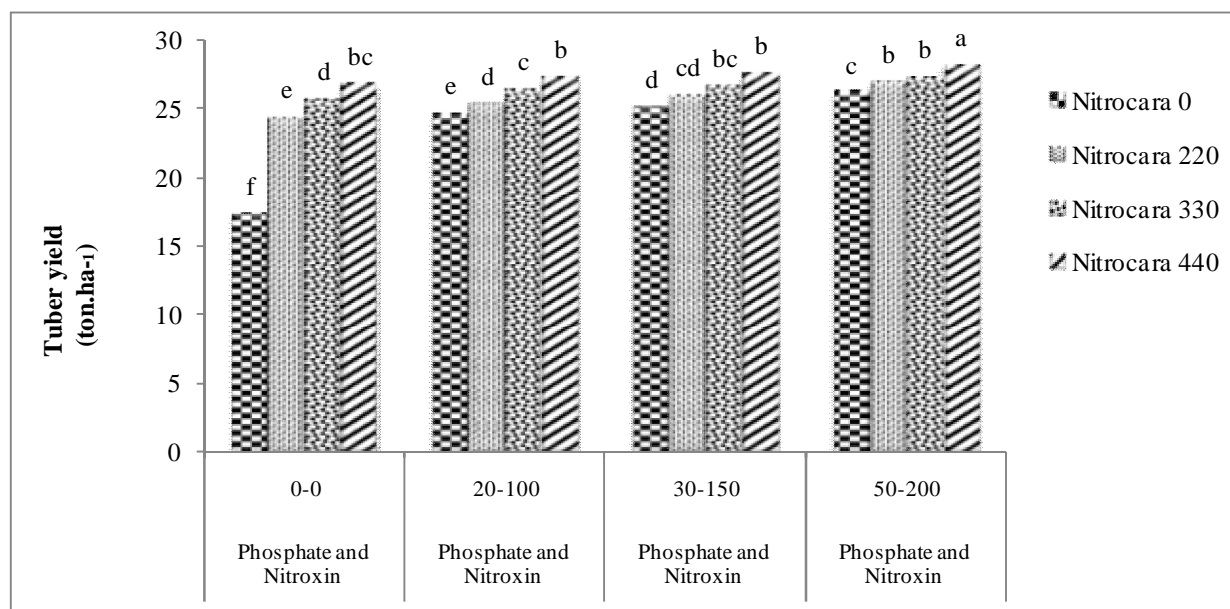 Tuber yield
(ton.ha-1)
30
25
20
15
10
5
0
f e d bc
e d c b
d cd bc b
c b b a
0-0
20-100
30-150
50-200
Phosphate and
Nitroxin
Phosphate and
Nitroxin
Phosphate and
Nitroxin
Phosphate and
Nitroxin
Nitrocara 0
Nitrocara 220
Nitrocara 330
Nitrocara 440